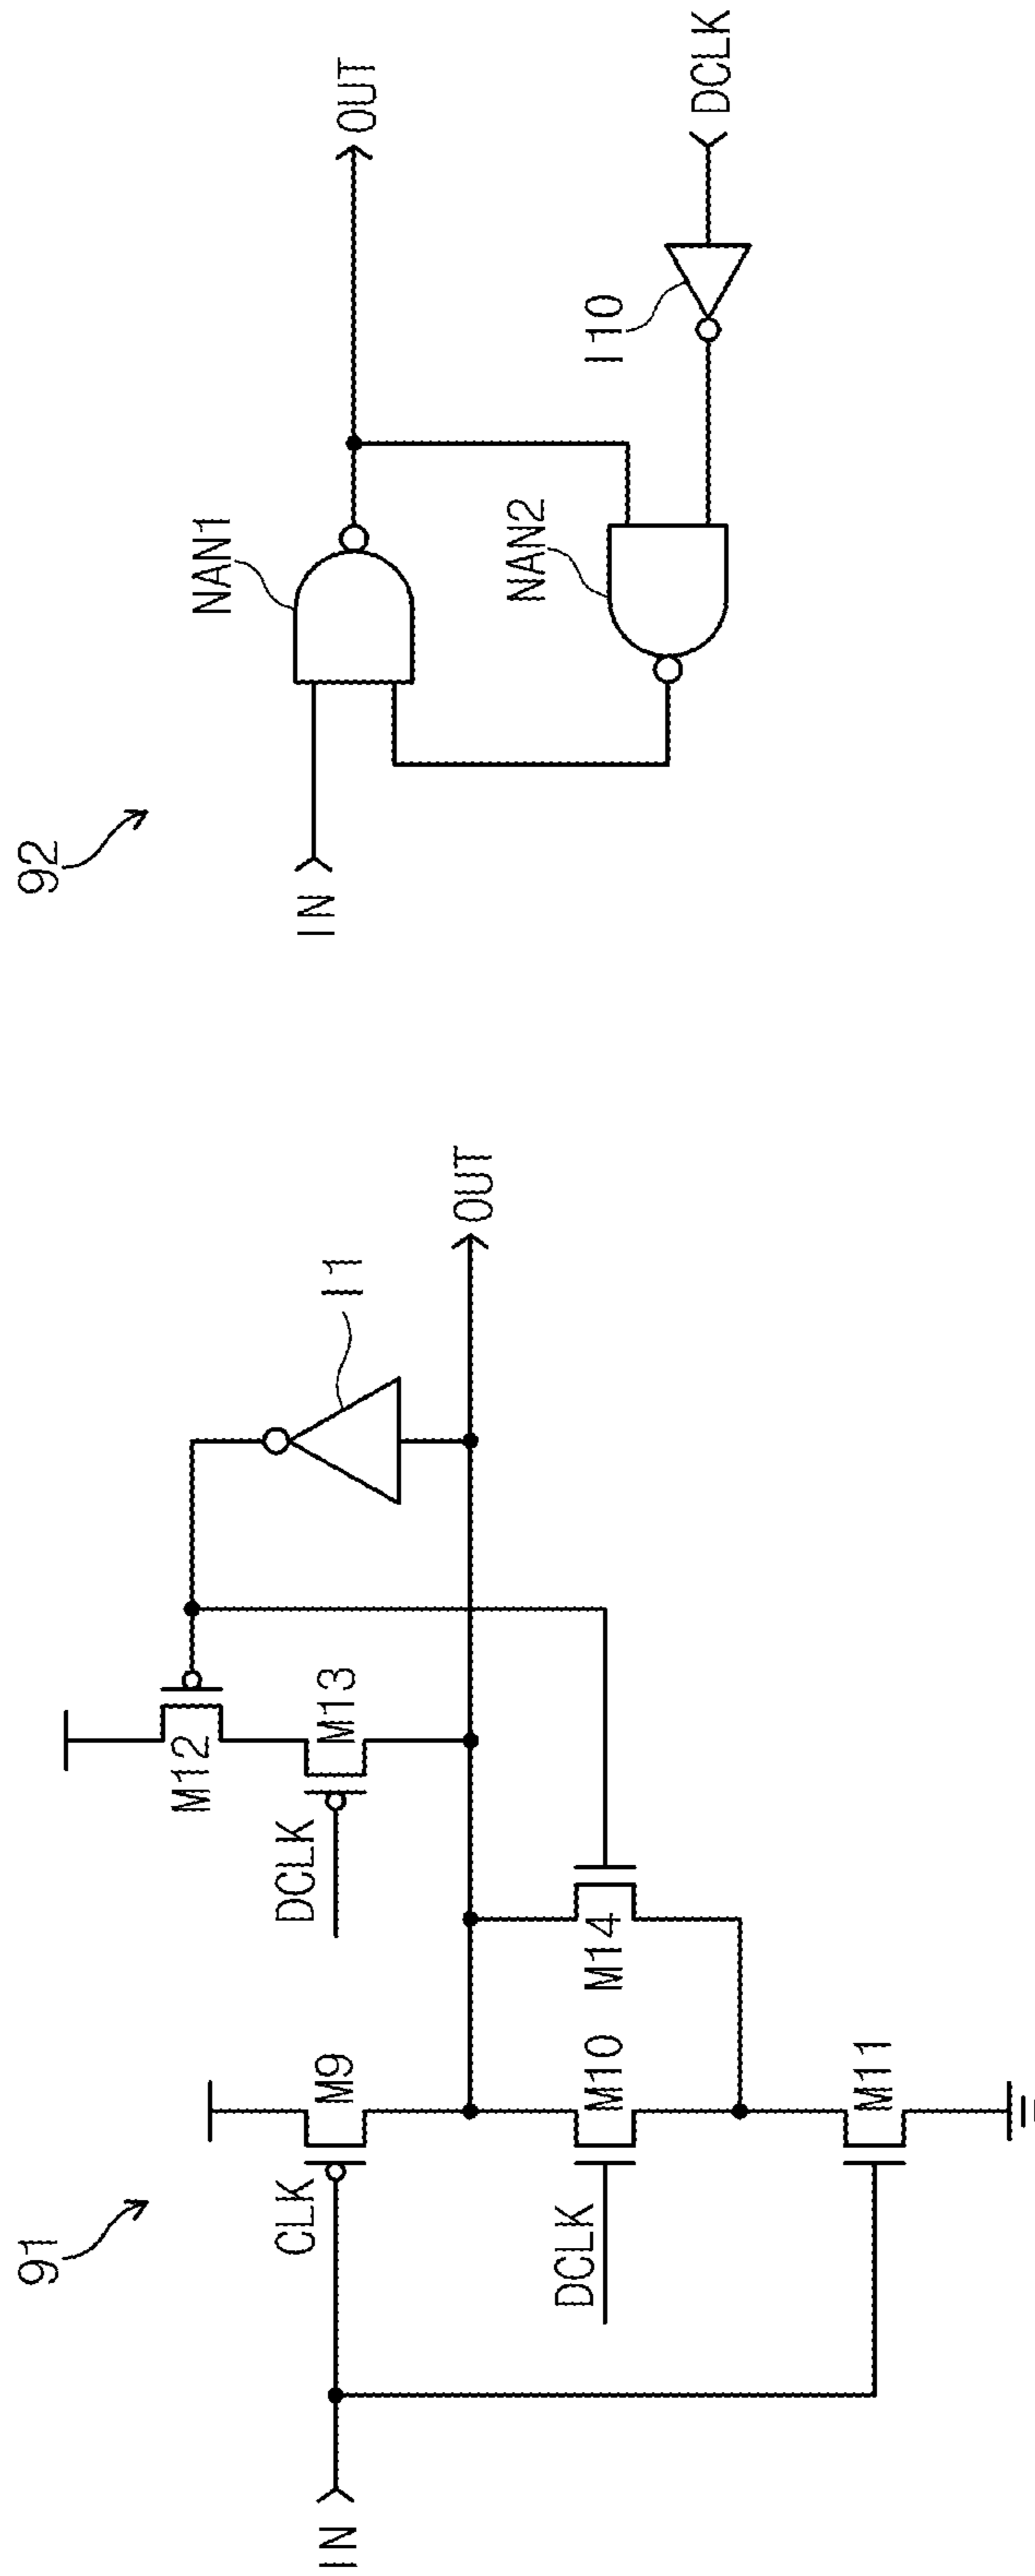 91
IN
CLK
M9
DCLK
M10
M11
M12
DCLK
M13
M14
I1
OUT
92
IN
NAN1
OUT
NAN2
I10
DCLK